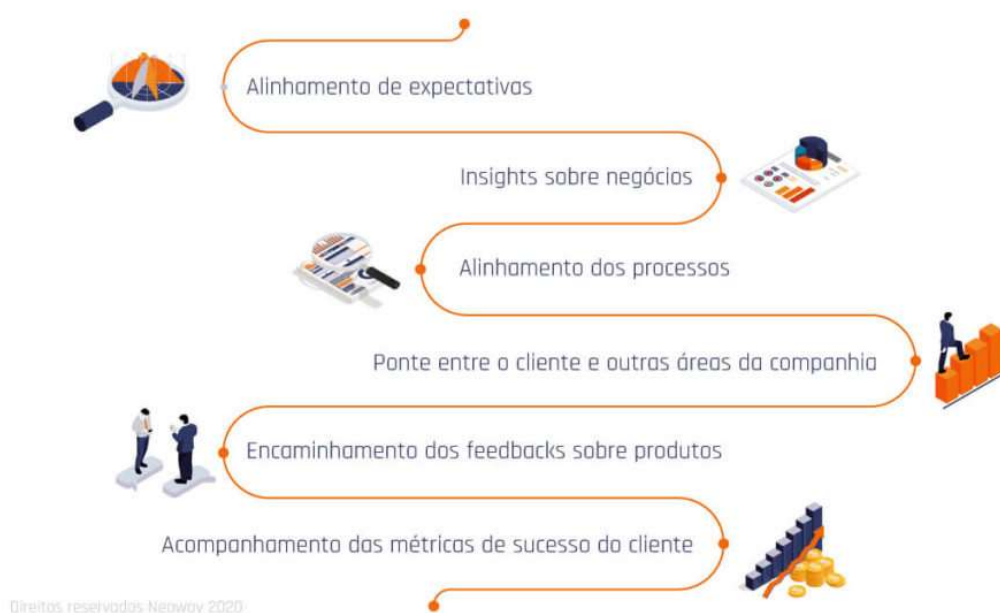 Alinhamento de expectativas
Insights sobre negócios
Alinhamento dos processos
Ponte entre o cliente e outras áreas da companhia
Encaminhamento dos feedbacks sobre produtos
Acompanhamento das métricas de sucesso do cliente
Direitos reservados Neoway 2020